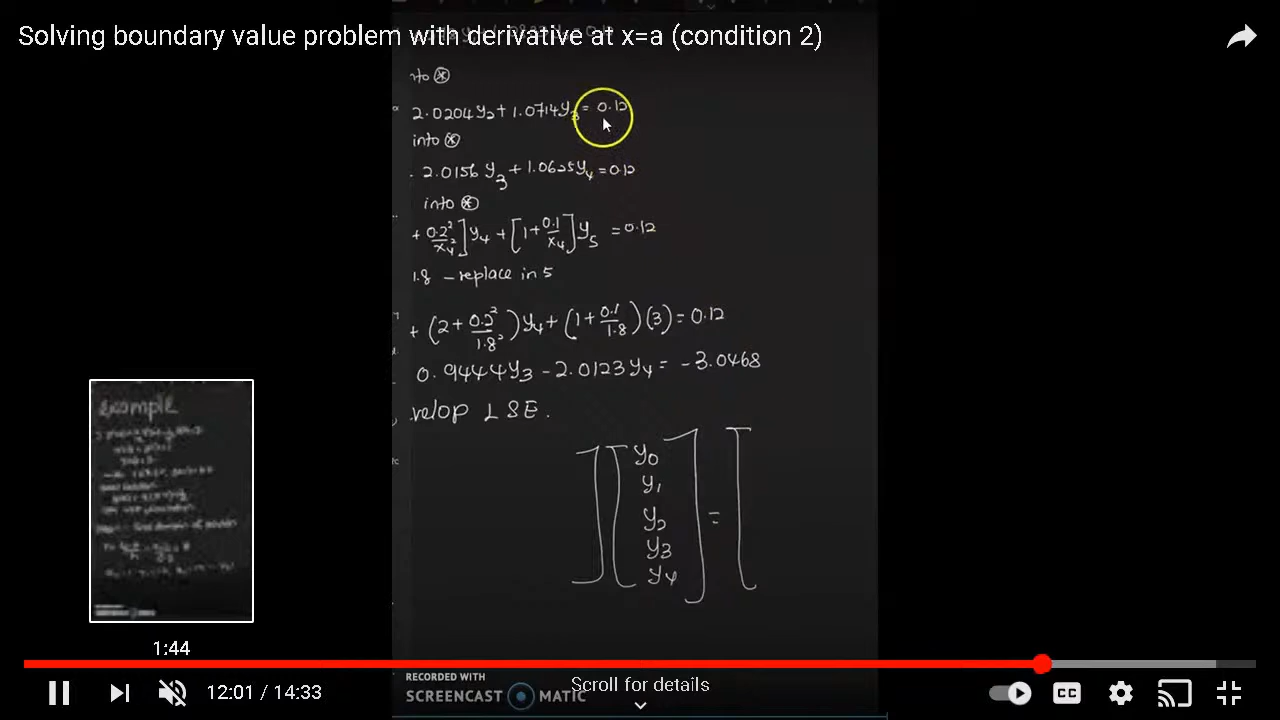 Solving boundary value problem with derivative at x=a (condition 2)
nto ⊛
2.0204y₂ + 1.0714y₃ = 0.12
into ⊛
. 2.0156 y₃ + 1.0625y₄ = 0.12
into ⊛
+ 0.2²/x₄²]y₄ + [1 + 0.1/x₄]y₅ = 0.12
1.8 – replace in 5
+ (2 + 0.2²/1.8²)y₄ + (1 + 0.1/1.8)(3) = 0.12
0.9444y₃ – 2.0123y₄ = –3.0468
velop LSE.
] [ y₀ ] = [
y₁
y₂
y₃
y₄
example
1:44
12:01 / 14:33
RECORDED WITH
SCREENCAST MATIC
Scroll for details
CC